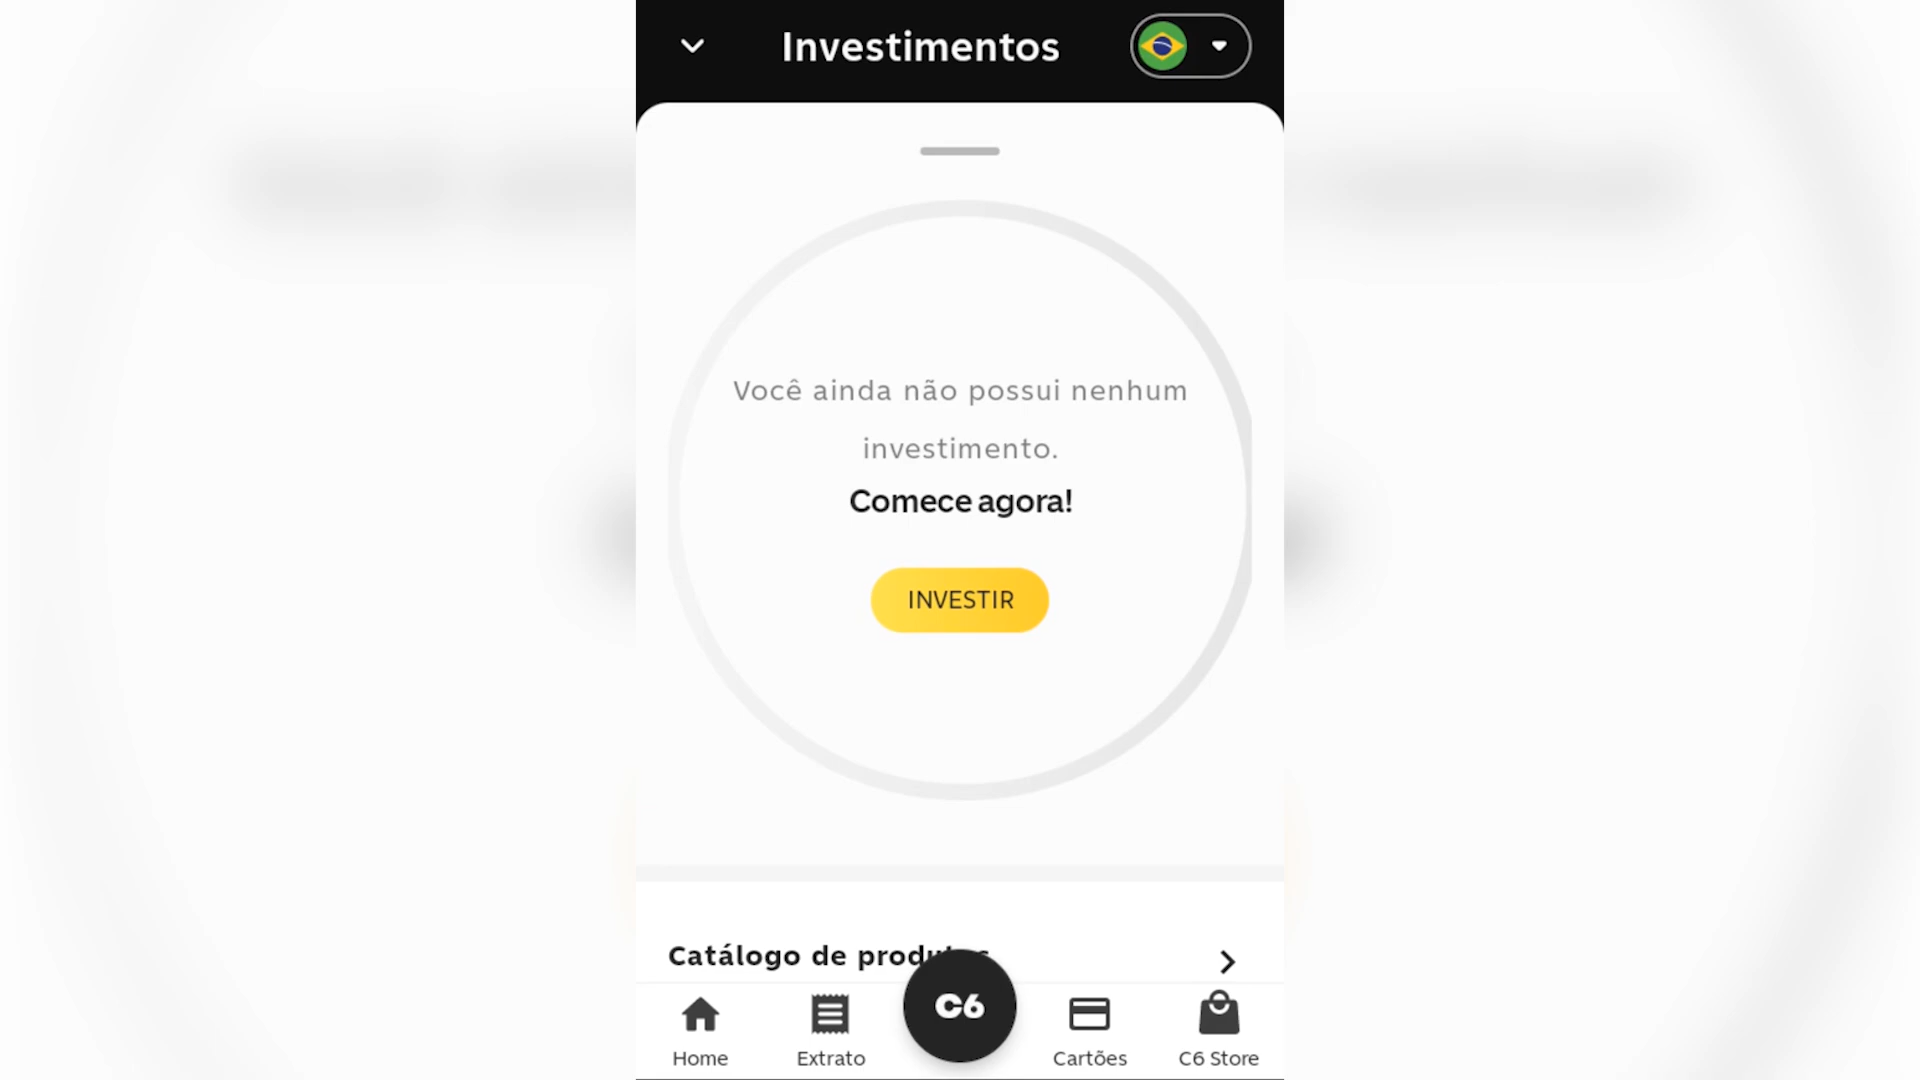 Investimentos
Você ainda não possui nenhum
investimento.
Comece agora!
INVESTIR
Catálogo de produtos
C6
Home
Extrato
Cartões
C6 Store